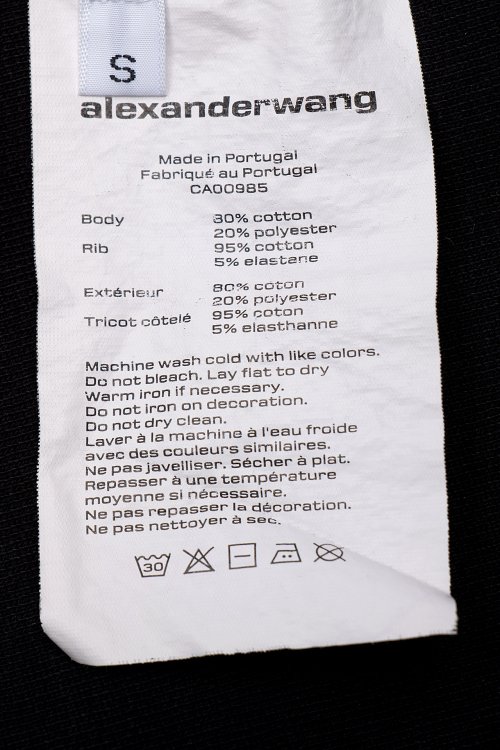 S
alexanderwang
Made in Portugal
Fabriqué au Portugal
CA00985
Body 80% cotton
20% polyester
Rib 95% cotton
5% elastane
Extérieur 80% coton
20% polyester
Tricot côtelé 95% coton
5% elasthanne
Machine wash cold with like colors.
Do not bleach. Lay flat to dry
Warm iron if necessary.
Do not iron on decoration.
Do not dry clean.
Laver à la machine à l'eau froide
avec des couleurs similaires.
Ne pas javelliser. Sécher à plat.
Repasser à une température
moyenne si nécessaire.
Ne pas repasser la décoration.
Ne pas nettoyer à sec.
30